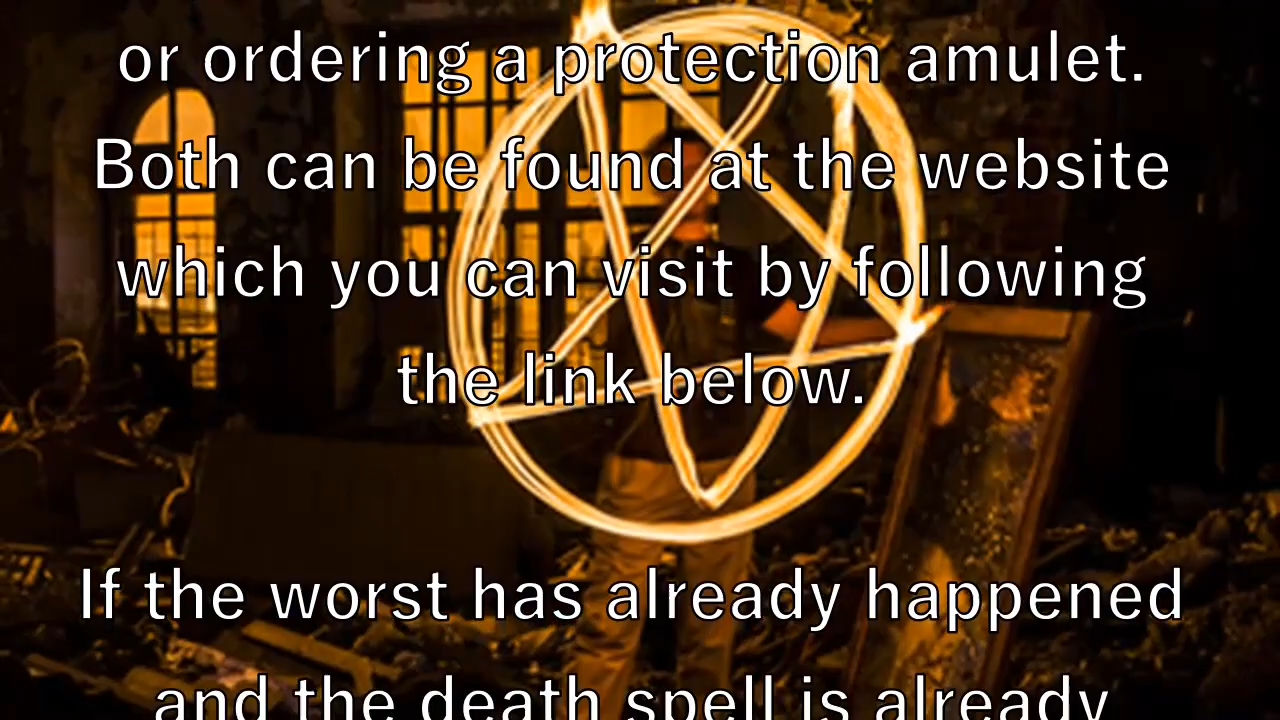 or ordering a protection amulet.
Both can be found at the website
which you can visit by following
the link below.
If the worst has already happened
and the death spell is already